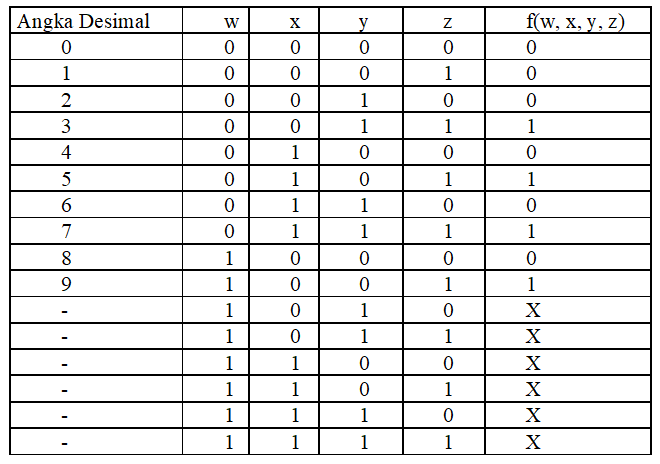 Angka Desimal w x y z f(w, x, y, z)
0 0 0 0 0 0
1 0 0 0 1 0
2 0 0 1 0 0
3 0 0 1 1 1
4 0 1 0 0 0
5 0 1 0 1 1
6 0 1 1 0 0
7 0 1 1 1 1
8 1 0 0 0 0
9 1 0 0 1 1
- 1 0 1 0 X
- 1 0 1 1 X
- 1 1 0 0 X
- 1 1 0 1 X
- 1 1 1 0 X
- 1 1 1 1 X